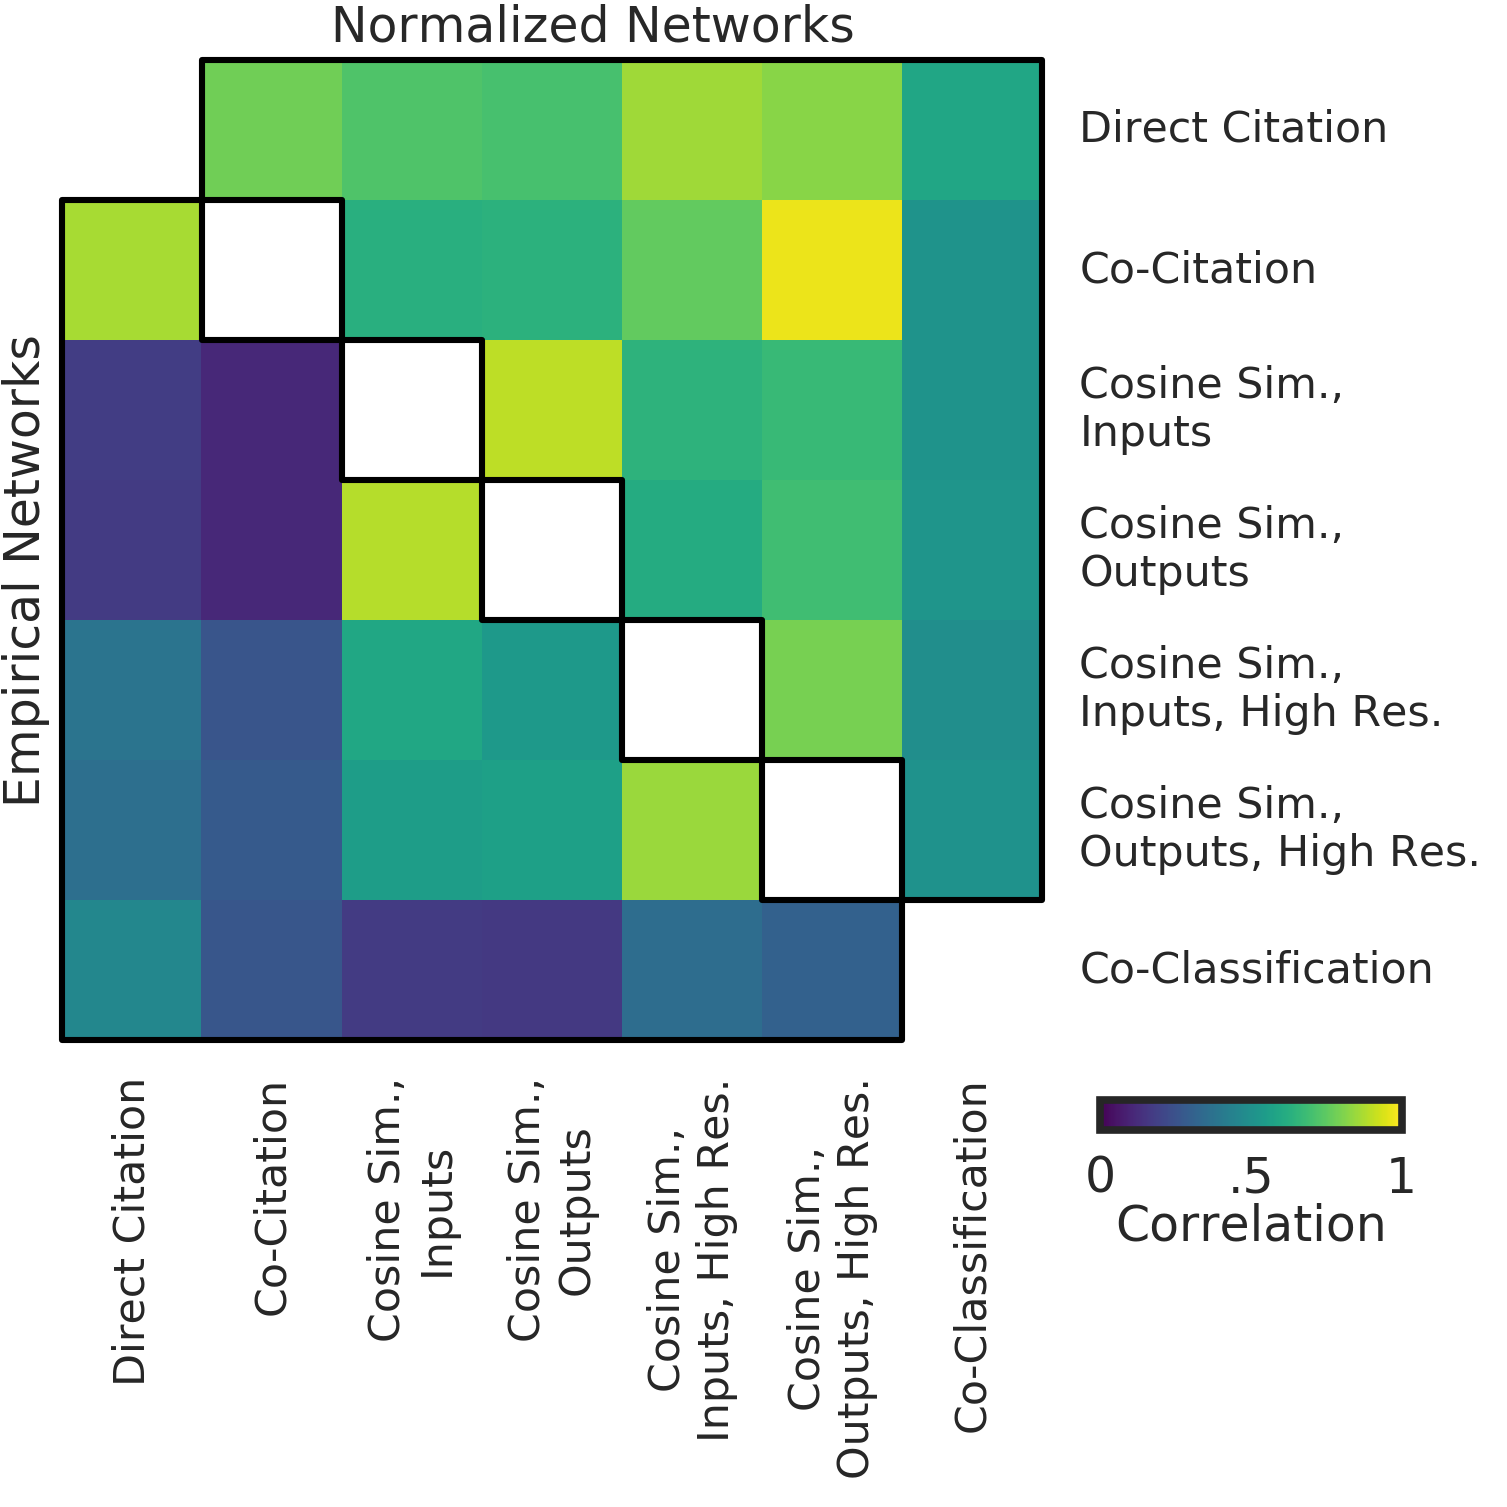 Normalized Networks
Empirical Networks
Direct Citation
Co-Citation
Cosine Sim.,
Inputs
Cosine Sim.,
Outputs
Cosine Sim.,
Inputs, High Res.
Cosine Sim.,
Outputs, High Res.
Co-Classification
Direct Citation
Co-Citation
Cosine Sim.,
Inputs
Cosine Sim.,
Outputs
Cosine Sim.,
Inputs, High Res.
Cosine Sim.,
Outputs, High Res.
Co-Classification
0 .5 1
Correlation